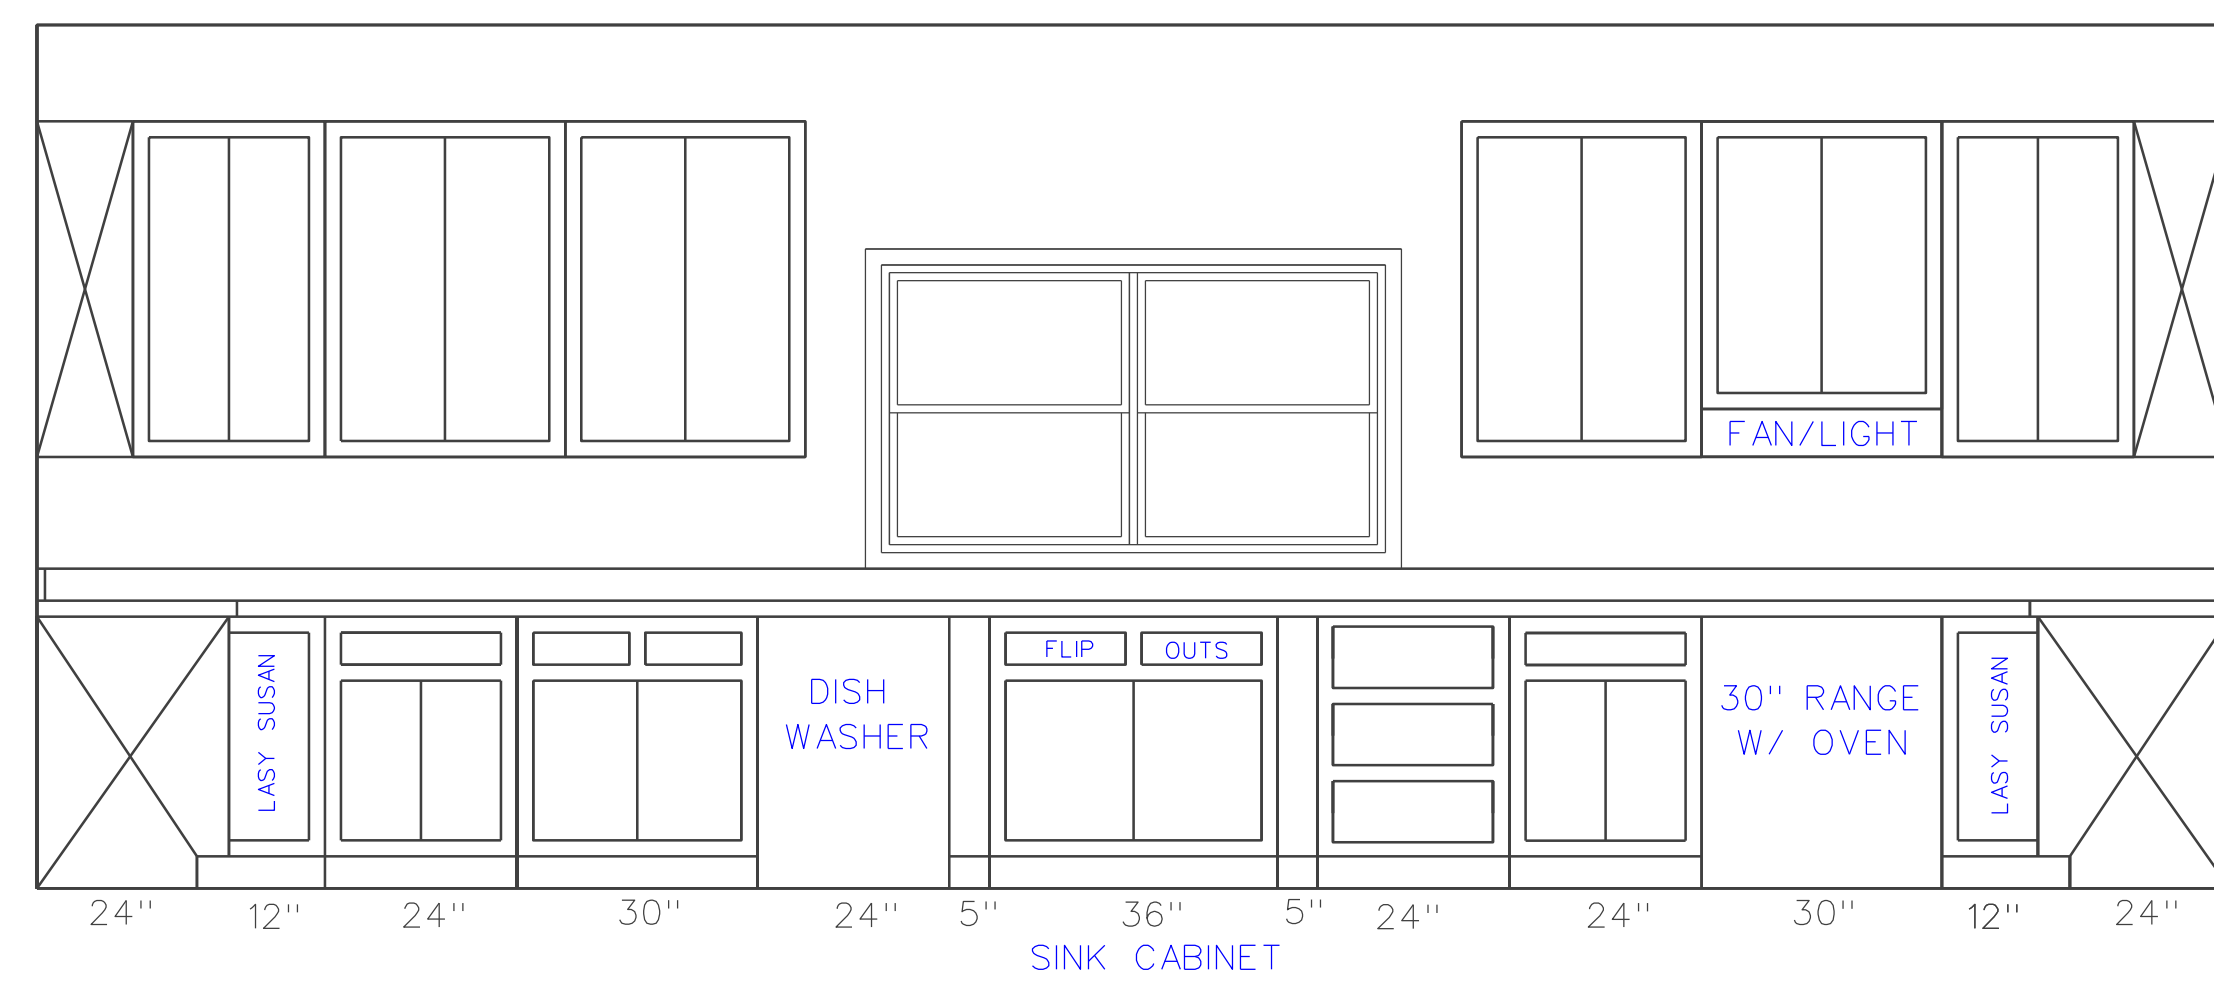 FAN/LIGHT
FLIP OUTS
LASY SUSAN
DISH
WASHER
30" RANGE
W/ OVEN
LASY SUSAN
24" 12" 24" 30" 24" 5" 36" 5" 24" 24" 30" 12" 24"
SINK CABINET